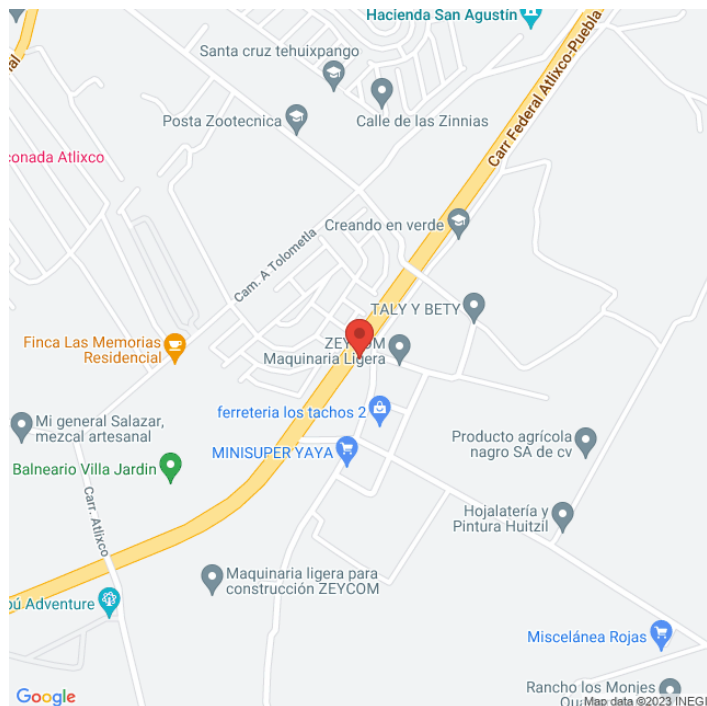 Hacienda San Agustín
Santa cruz tehuixpango
Carr Federal Atlixco-Puebla
Posta Zootecnica
Calle de las Zinnias
conada Atlixco
Creando en verde
Cam. A Tolometla
TALY Y BETY
Finca Las Memorias
Residencial
ZEYCOM
Maquinaria Ligera
ferreteria los tachos 2
Mi general Salazar,
mezcal artesanal
MINISUPER YAYA
Producto agrícola
nagro SA de cv
Balneario Villa Jardin
Carr. Atlixco
Hojalatería y
Pintura Huitzil
Maquinaria ligera para
construcción ZEYCOM
Adventure
Miscelánea Rojas
Rancho los Monjes
Google
Map data ©2023 INEGI